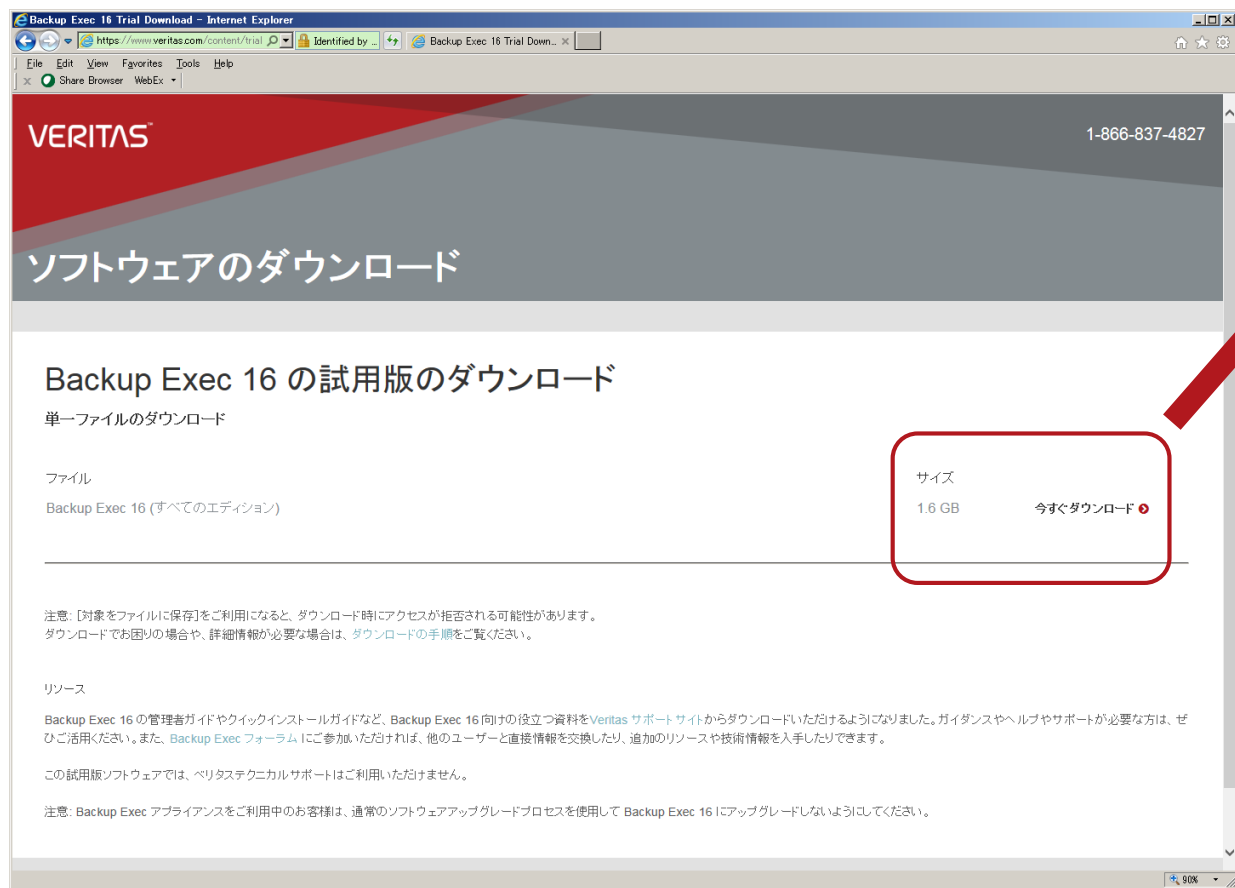 Backup Exec 16 Trial Download - Internet Explorer
https://www.veritas.com/content/trial
Identified by ...
Backup Exec 16 Trial Down...
File Edit View Favorites Tools Help
Share Browser WebEx
VERITAS™
1-866-837-4827
ソフトウェアのダウンロード
Backup Exec 16 の試用版のダウンロード
単一ファイルのダウンロード
ファイル サイズ
Backup Exec 16 (すべてのエディション) 1.6 GB 今すぐダウンロード
注意: [対象をファイルに保存]をご利用になると、ダウンロード時にアクセスが拒否される可能性があります。
ダウンロードでお困りの場合や、詳細情報が必要な場合は、ダウンロードの手順をご覧ください。
リソース
Backup Exec 16 の管理者ガイドやクイックインストールガイドなど、Backup Exec 16 向けの役立つ資料をVeritas サポートサイトからダウンロードいただけるようになりました。ガイダンスやヘルプやサポートが必要な方は、ぜ
ひご活用ください。また、Backup Exec フォーラム にご参加いただければ、他のユーザーと直接情報を交換したり、追加のリソースや技術情報を入手したりできます。
この試用版ソフトウェアでは、ベリタステクニカルサポートはご利用いただけません。
注意: Backup Exec アプライアンスをご利用中のお客様は、通常のソフトウェアアップグレードプロセスを使用して Backup Exec 16 にアップグレードしないようにしてください。
90%